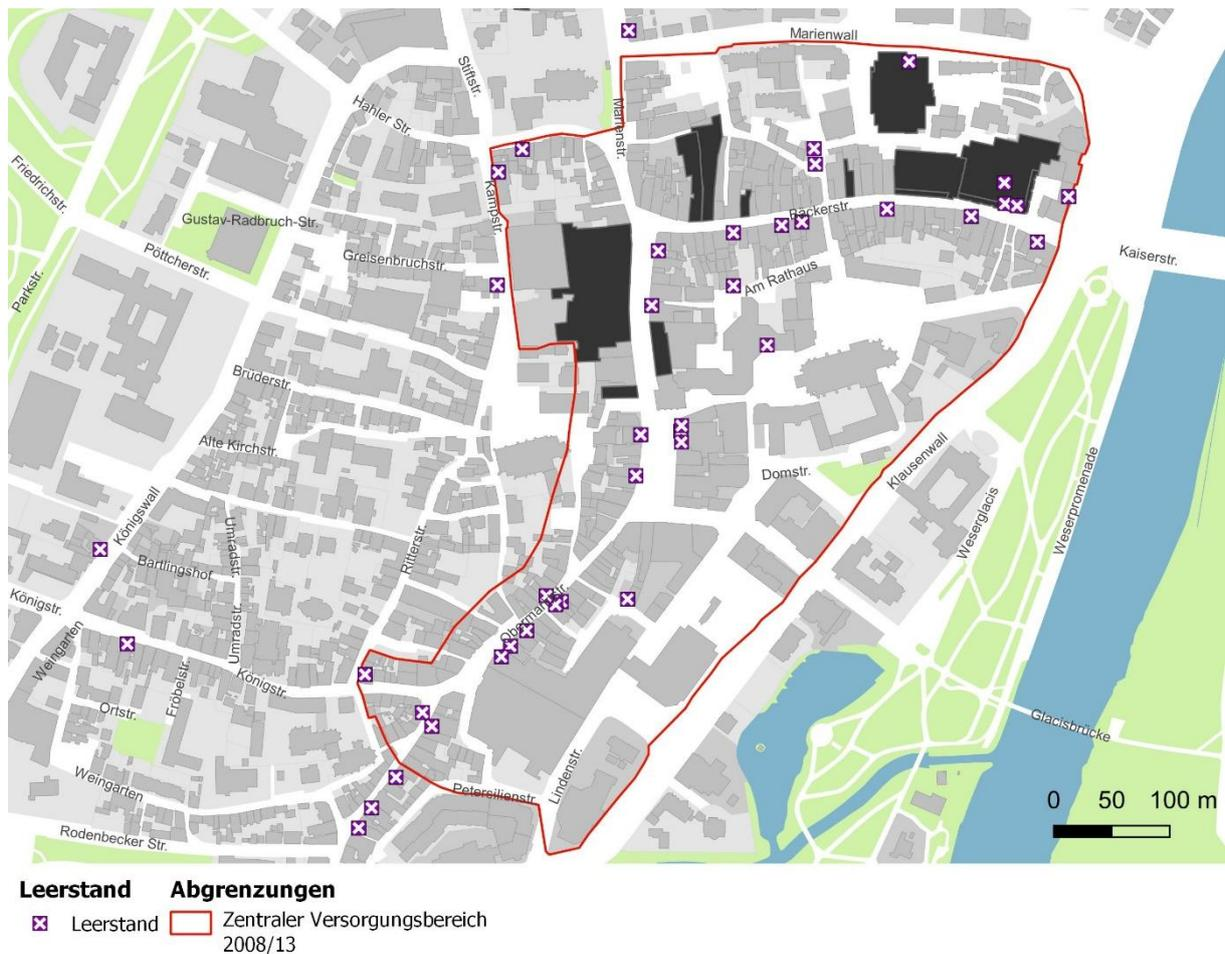 Marienwall
Stiftstr.
Hahler Str.
Marienstr.
Friedrichstr.
Kampstr.
Bäckerstr.
Gustav-Radbruch-Str.
Pöttcherstr.
Greisenbruchstr.
Kaiserstr.
Parkstr.
Am Rathaus
Brüderstr.
Alte Kirchstr.
Domstr.
Klausenwall
Königswall
Weserglacis
Weserpromenade
Umradstr.
Ritterstr.
Bartlingshof
Königstr.
Obermarktstr.
Umradstr.
Weingarten
Fröbelstr.
Königstr.
Ortstr.
Glacisbrücke
Weingarten
Petersilienstr.
Lindenstr.
Rodenbecker Str.
0 50 100 m
Leerstand Abgrenzungen
Leerstand Zentraler Versorgungsbereich
2008/13